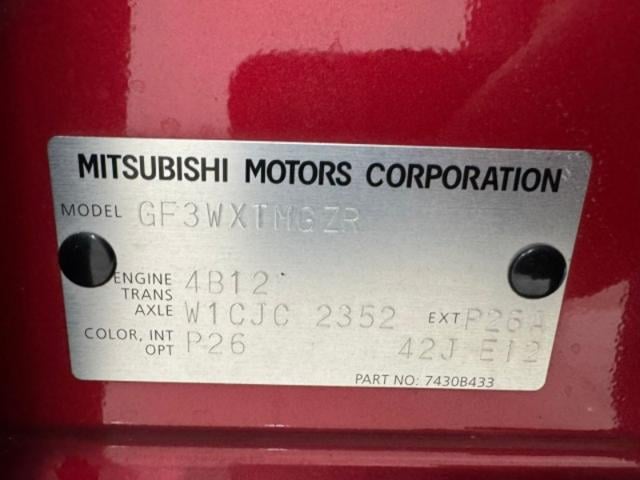 MITSUBISHI MOTORS CORPORATION
MODEL GF3WXTMGZR
ENGINE 4B12
TRANS
AXLE W1CJC 2352 EXT P26A
COLOR, INT P26
OPT 42J E12
PART NO: 7430B433